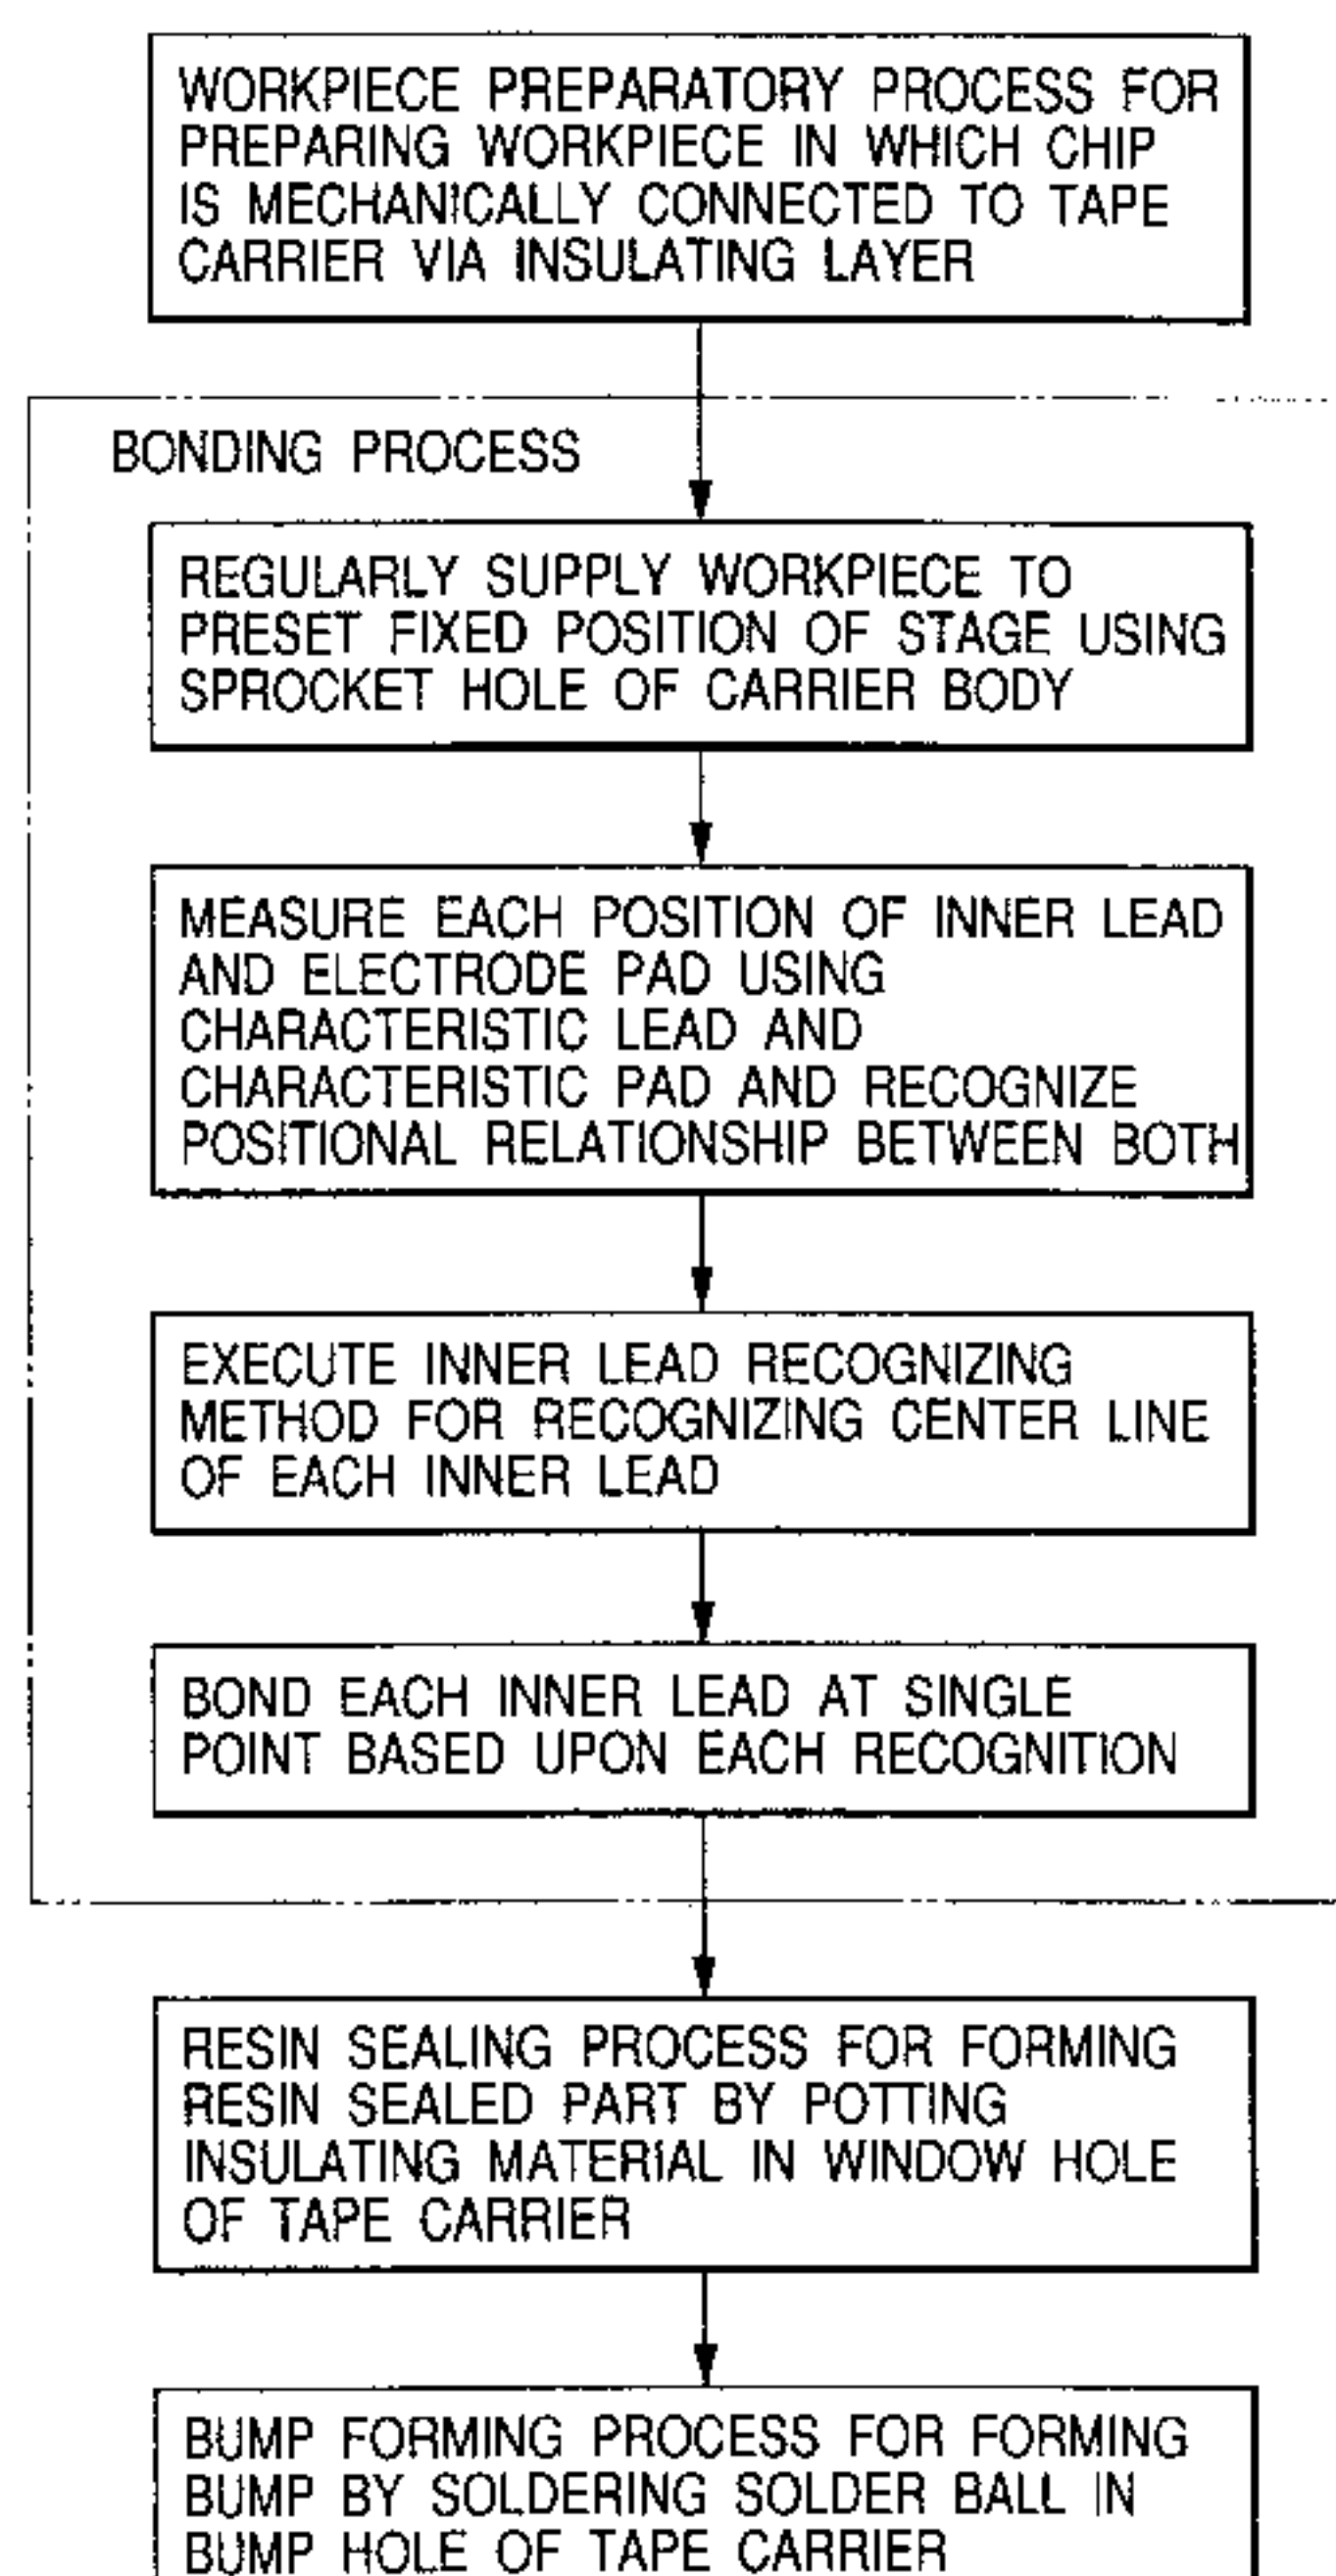 WORKPIECE PREPARATORY PROCESS FOR
PREPARING WORKPIECE IN WHICH CHIP
IS MECHANICALLY CONNECTED TO TAPE
CARRIER VIA INSULATING LAYER
BONDING PROCESS
REGULARLY SUPPLY WORKPIECE TO
PRESET FIXED POSITION OF STAGE USING
SPROCKET HOLE OF CARRIER BODY
MEASURE EACH POSITION OF INNER LEAD
AND ELECTRODE PAD USING
CHARACTERISTIC LEAD AND
CHARACTERISTIC PAD AND RECOGNIZE
POSITIONAL RELATIONSHIP BETWEEN BOTH
EXECUTE INNER LEAD RECOGNIZING
METHOD FOR RECOGNIZING CENTER LINE
OF EACH INNER LEAD
BOND EACH INNER LEAD AT SINGLE
POINT BASED UPON EACH RECOGNITION
RESIN SEALING PROCESS FOR FORMING
RESIN SEALED PART BY POTTING
INSULATING MATERIAL IN WINDOW HOLE
OF TAPE CARRIER
BUMP FORMING PROCESS FOR FORMING
BUMP BY SOLDERING SOLDER BALL IN
BUMP HOLE OF TAPE CARRIER